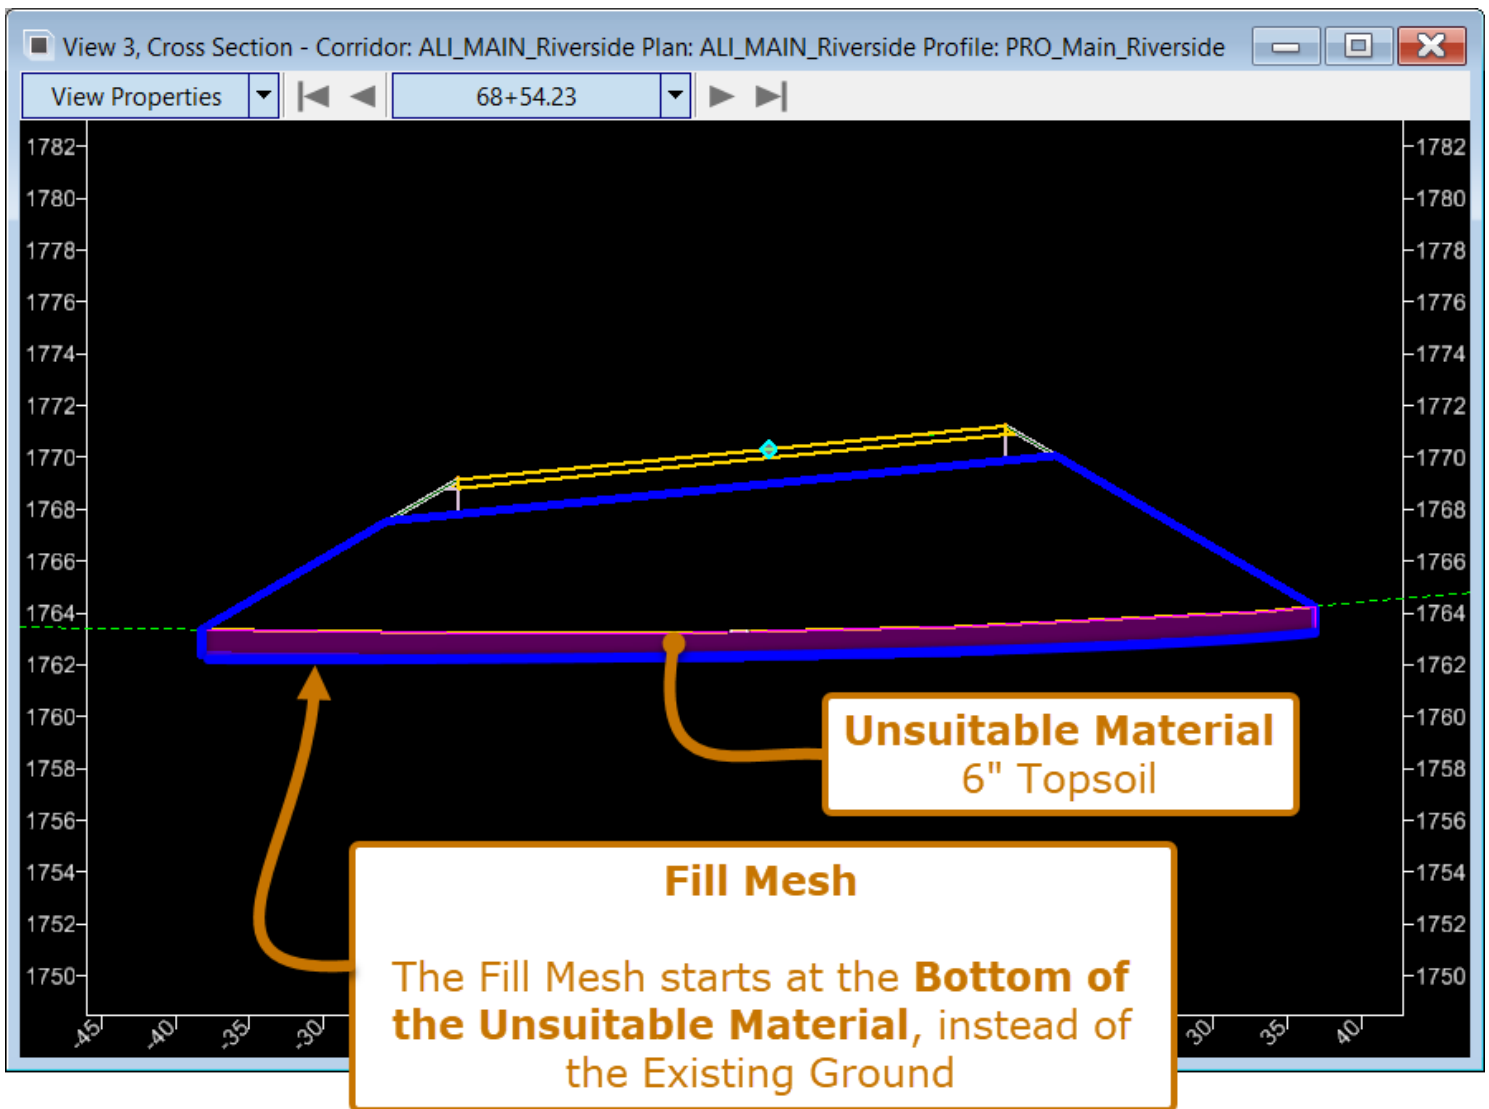 View 3, Cross Section - Corridor: ALI_MAIN_Riverside Plan: ALI_MAIN_Riverside Profile: PRO_Main_Riverside
View Properties 68+54.23
1782 1782
1780 1780
1778 1778
1776 1776
1774 1774
1772 1772
1770 1770
1768 1768
1766 1766
1764 1764
1762 1762
1760 1760
1758 1758
1756 1756
1754 1754
1752 1752
1750 1750
Unsuitable Material
6" Topsoil
Fill Mesh
The Fill Mesh starts at the Bottom of
the Unsuitable Material, instead of
the Existing Ground
-45 -40 -35 -30 30 35 40